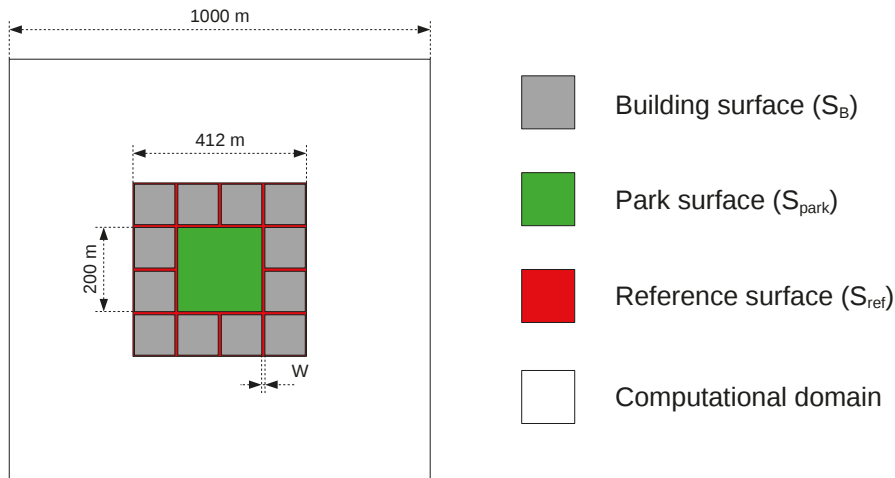 1000 m
412 m
200 m
W
Building surface (S_B)
Park surface (S_park)
Reference surface (S_ref)
Computational domain